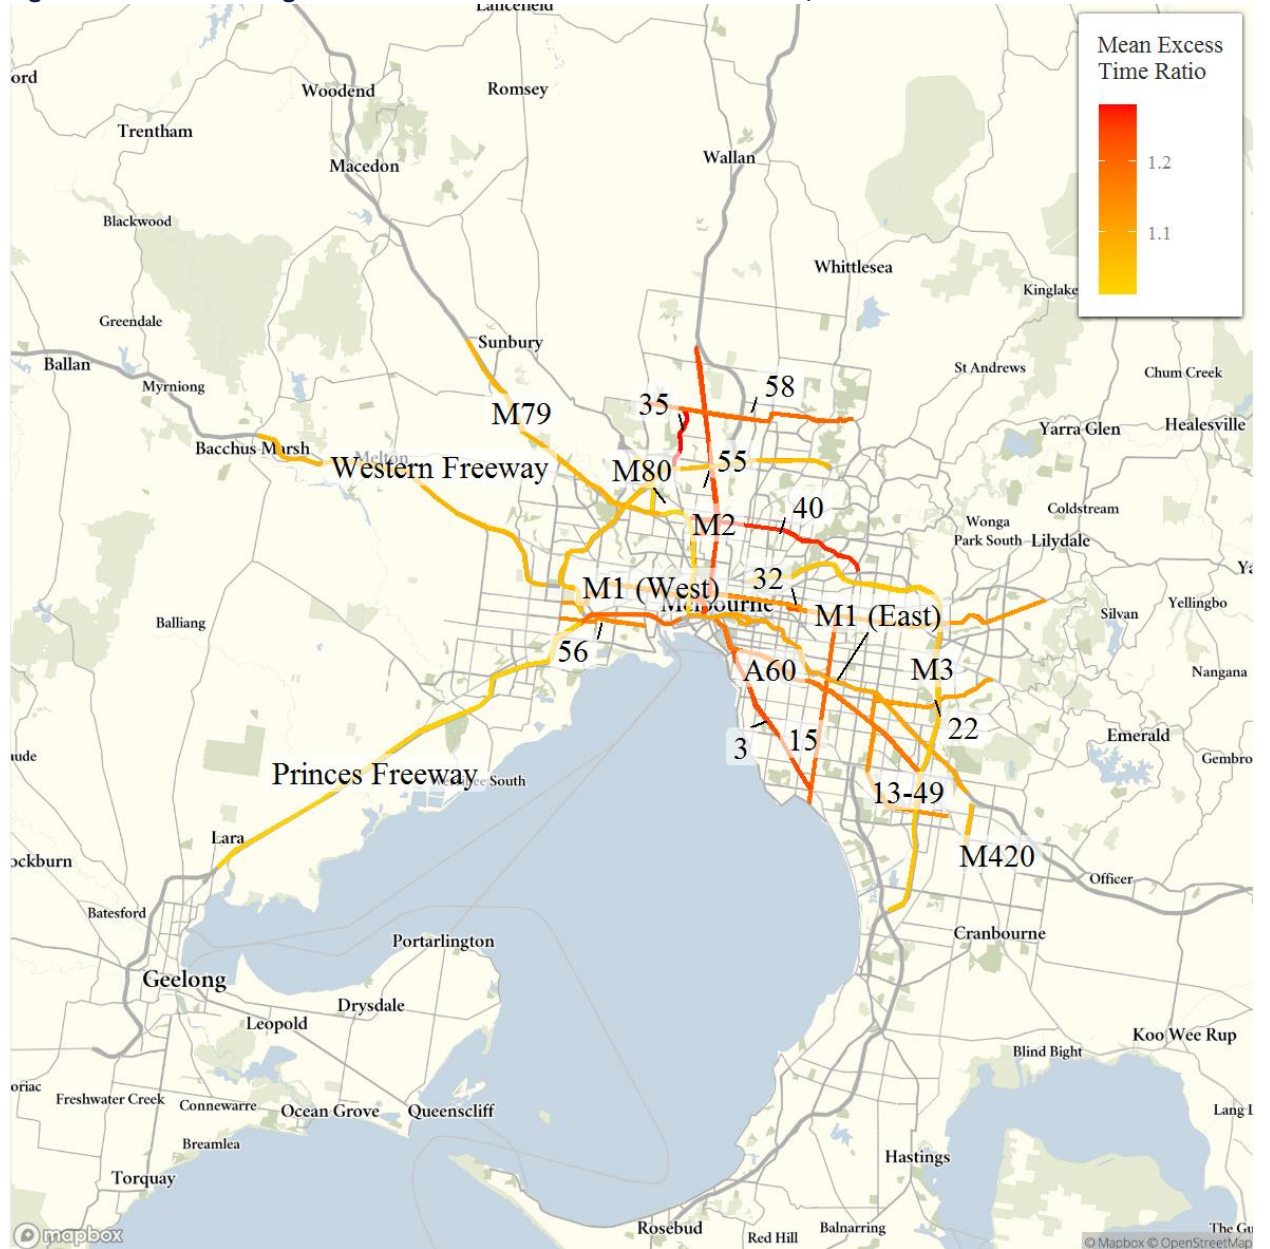 Lancefield
ord
Woodend
Romsey
Mean Excess
Time Ratio
Trentham
Wallan
1.2
Macedon
Blackwood
1.1
Whittlesea
Kinglake
Greendale
Sunbury
Ballan
St Andrews
Chum Creek
Myrniong
58
35
M79
Yarra Glen
Healesville
Bacchus Marsh
Melton
Western Freeway
M80
55
40
Coldstream
M2
Wonga
Park South
Lilydale
Ya
32
M1 (West)
Melbourne
M1 (East)
Silvan
Yellingbo
Balliang
56
A60
M3
Nangana
22
3
15
Emerald
aude
Gembro
Princes Freeway
South
13-49
Lara
M420
ockburn
Officer
Batesford
Cranbourne
Portarlington
Geelong
Drysdale
Leopold
Koo Wee Rup
Blind Bight
oriac
Freshwater Creek
Connewarre
Ocean Grove
Queenscliff
Lang L
Breamlea
Hastings
Torquay
Rosebud
Red Hill
Balnarring
The Gu
mapbox
© Mapbox © OpenStreetMap